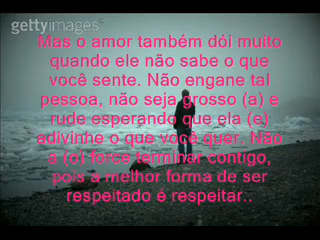 gettyimages
Mas o amor também dói muito
quando ele não sabe o que
você sente. Não engane tal
pessoa, não seja grosso (a) e
rude esperando que ela (e)
adivinhe o que você quer. Não
a (o) force terminar contigo,
pois a melhor forma de ser
respeitado é respeitar..